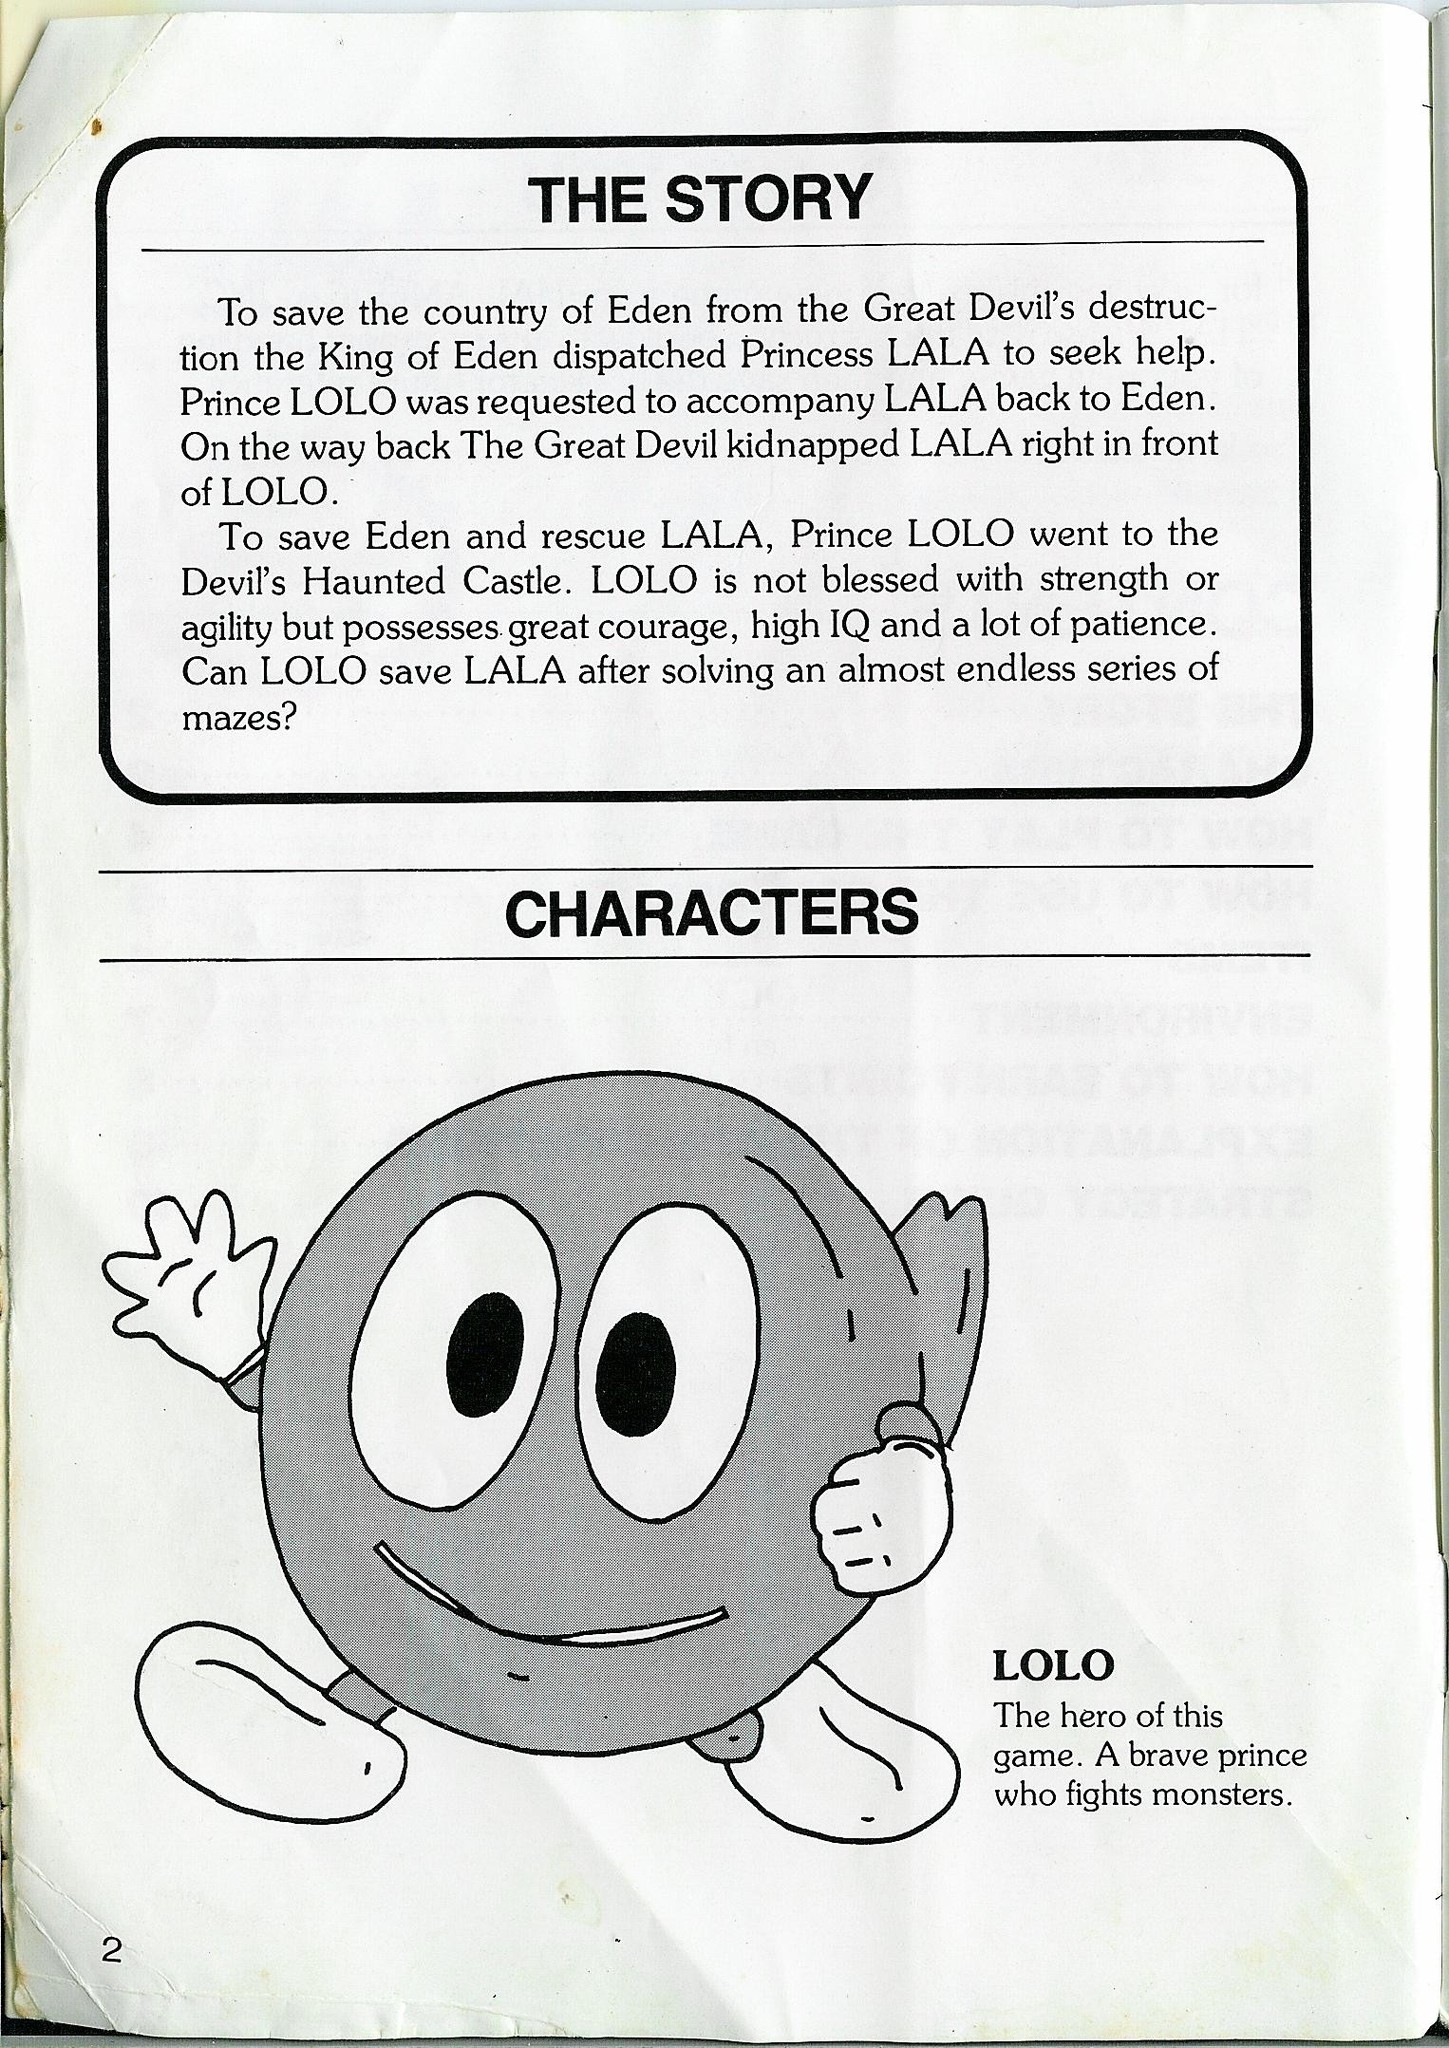 THE STORY
To save the country of Eden from the Great Devil's destruc-
tion the King of Eden dispatched Princess LALA to seek help.
Prince LOLO was requested to accompany LALA back to Eden.
On the way back The Great Devil kidnapped LALA right in front
of LOLO.
To save Eden and rescue LALA, Prince LOLO went to the
Devil's Haunted Castle. LOLO is not blessed with strength or
agility but possesses great courage, high IQ and a lot of patience.
Can LOLO save LALA after solving an almost endless series of
mazes?
CHARACTERS
LOLO
The hero of this
game. A brave prince
who fights monsters.
2